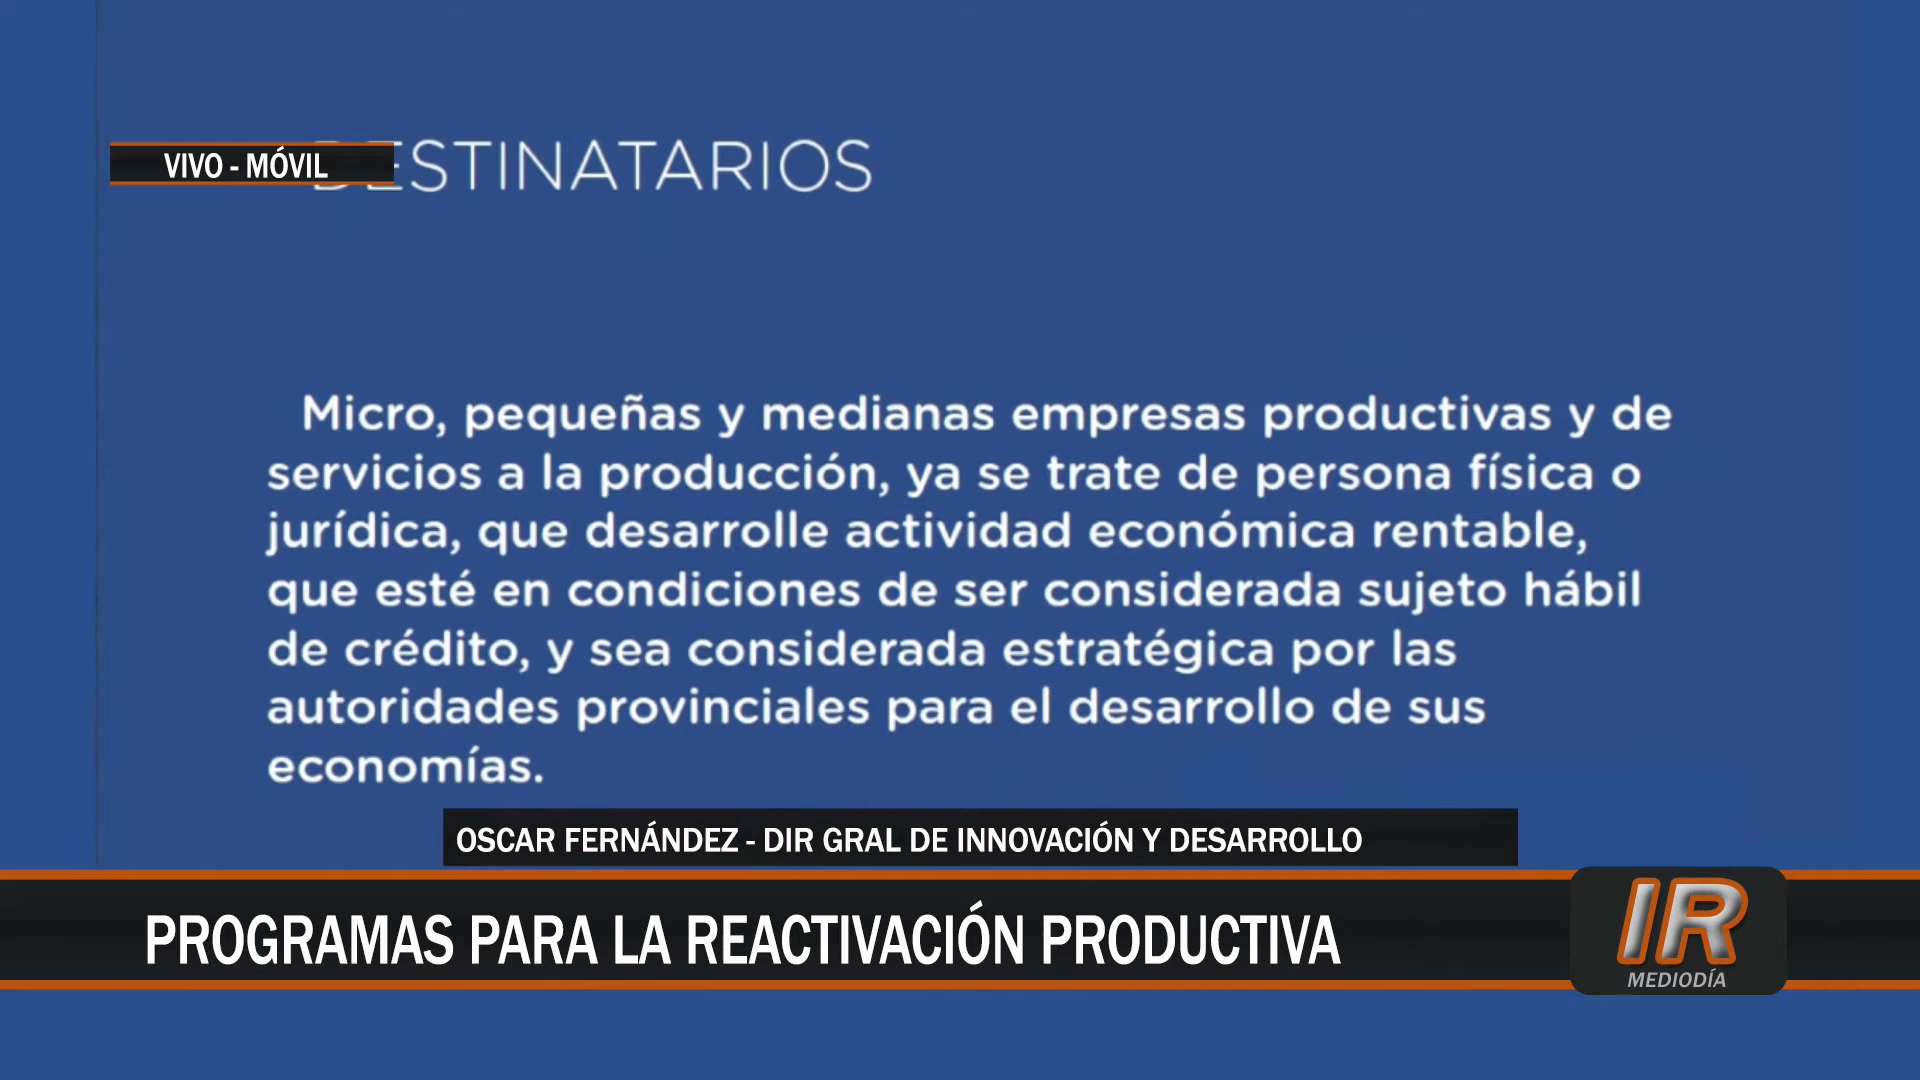 VIVO - MÓVIL
DESTINATARIOS
Micro, pequeñas y medianas empresas productivas y de
servicios a la producción, ya se trate de persona física o
jurídica, que desarrolle actividad económica rentable,
que esté en condiciones de ser considerada sujeto hábil
de crédito, y sea considerada estratégica por las
autoridades provinciales para el desarrollo de sus
economías.
OSCAR FERNÁNDEZ - DIR GRAL DE INNOVACIÓN Y DESARROLLO
PROGRAMAS PARA LA REACTIVACIÓN PRODUCTIVA
IR
MEDIODÍA